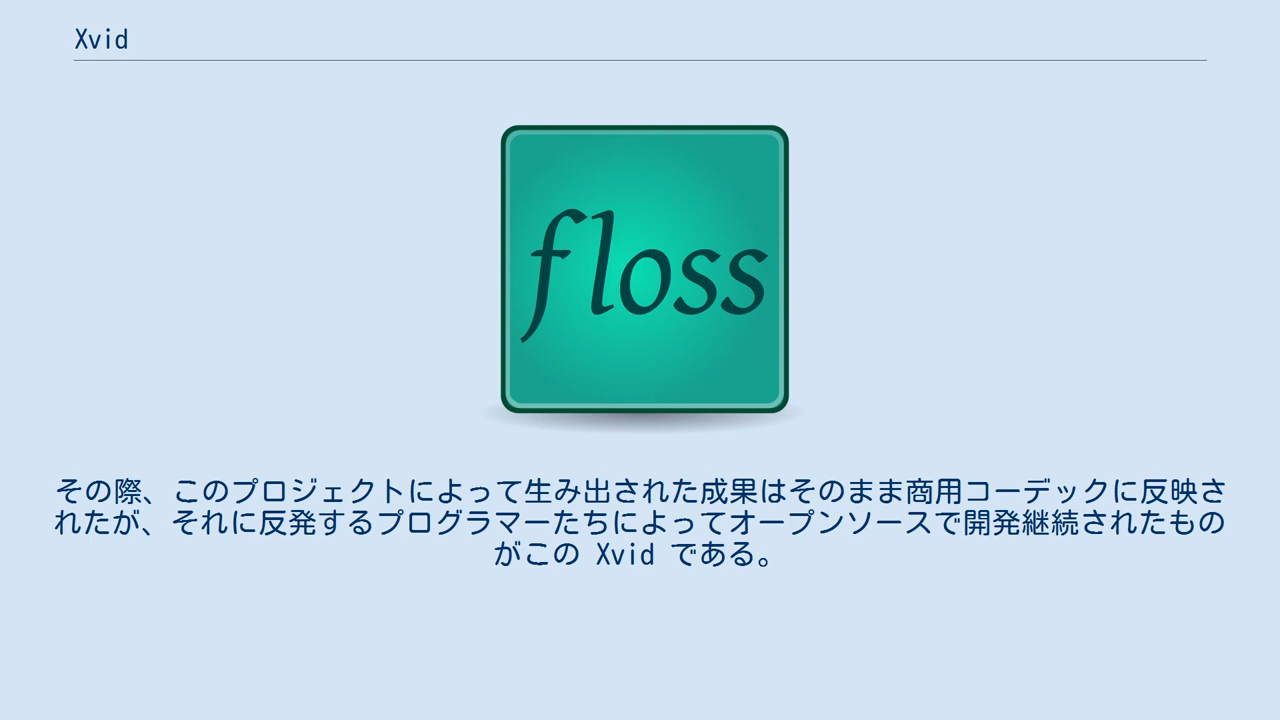 Xvid
floss
その際、このプロジェクトによって生み出された成果はそのまま商用コーデックに反映さ
れたが、それに反発するプログラマーたちによってオープンソースで開発継続されたもの
がこの Xvid である。